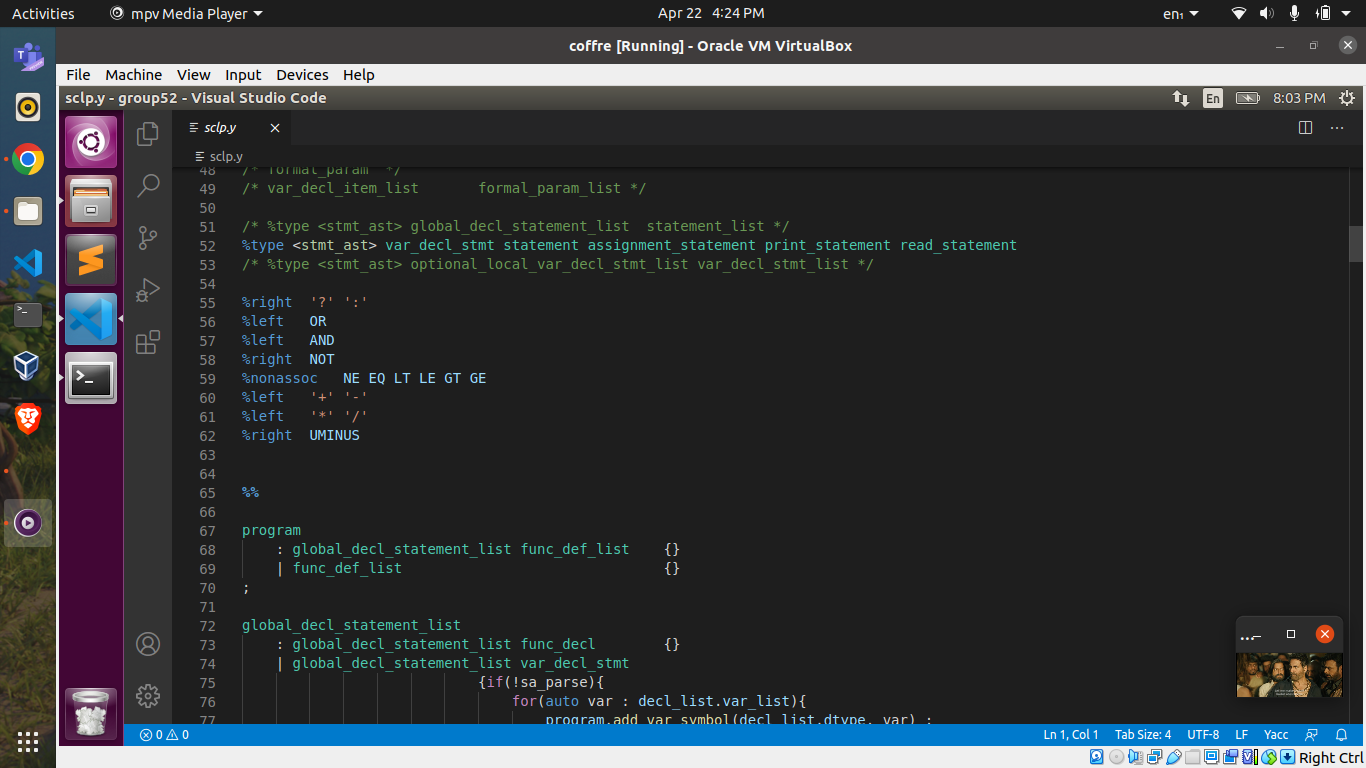 Activities mpv Media Player Apr 22 4:24 PM en₁
coffre [Running] - Oracle VM VirtualBox
File Machine View Input Devices Help
sclp.y - group52 - Visual Studio Code En 8:03 PM
sclp.y
sclp.y
48 /* formal_param */
49 /* var_decl_item_list formal_param_list */
50
51 /* %type <stmt_ast> global_decl_statement_list statement_list */
52 %type <stmt_ast> var_decl_stmt statement assignment_statement print_statement read_statement
53 /* %type <stmt_ast> optional_local_var_decl_stmt_list var_decl_stmt_list */
54
55 %right '?' ':'
56 %left OR
57 %left AND
58 %right NOT
59 %nonassoc NE EQ LT LE GT GE
60 %left '+' '-'
61 %left '*' '/'
62 %right UMINUS
63
64
65 %%
66
67 program
68 : global_decl_statement_list func_def_list {}
69 | func_def_list {}
70 ;
71
72 global_decl_statement_list
73 : global_decl_statement_list func_decl {}
74 | global_decl_statement_list var_decl_stmt
75 {if(!sa_parse){
76 for(auto var : decl_list.var_list){
77 program.add_var_symbol(decl_list.dtype, var) ;
0 0 Ln 1, Col 1 Tab Size: 4 UTF-8 LF Yacc
Right Ctrl